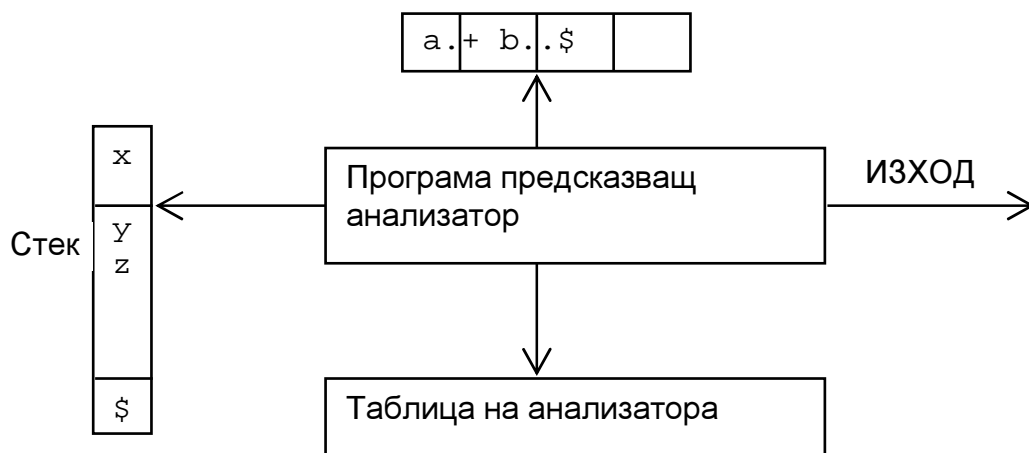 a.+ b..$
x
Програма предсказващ
анализатор
ИЗХОД
Стек
y
z
$
Таблица на анализатора